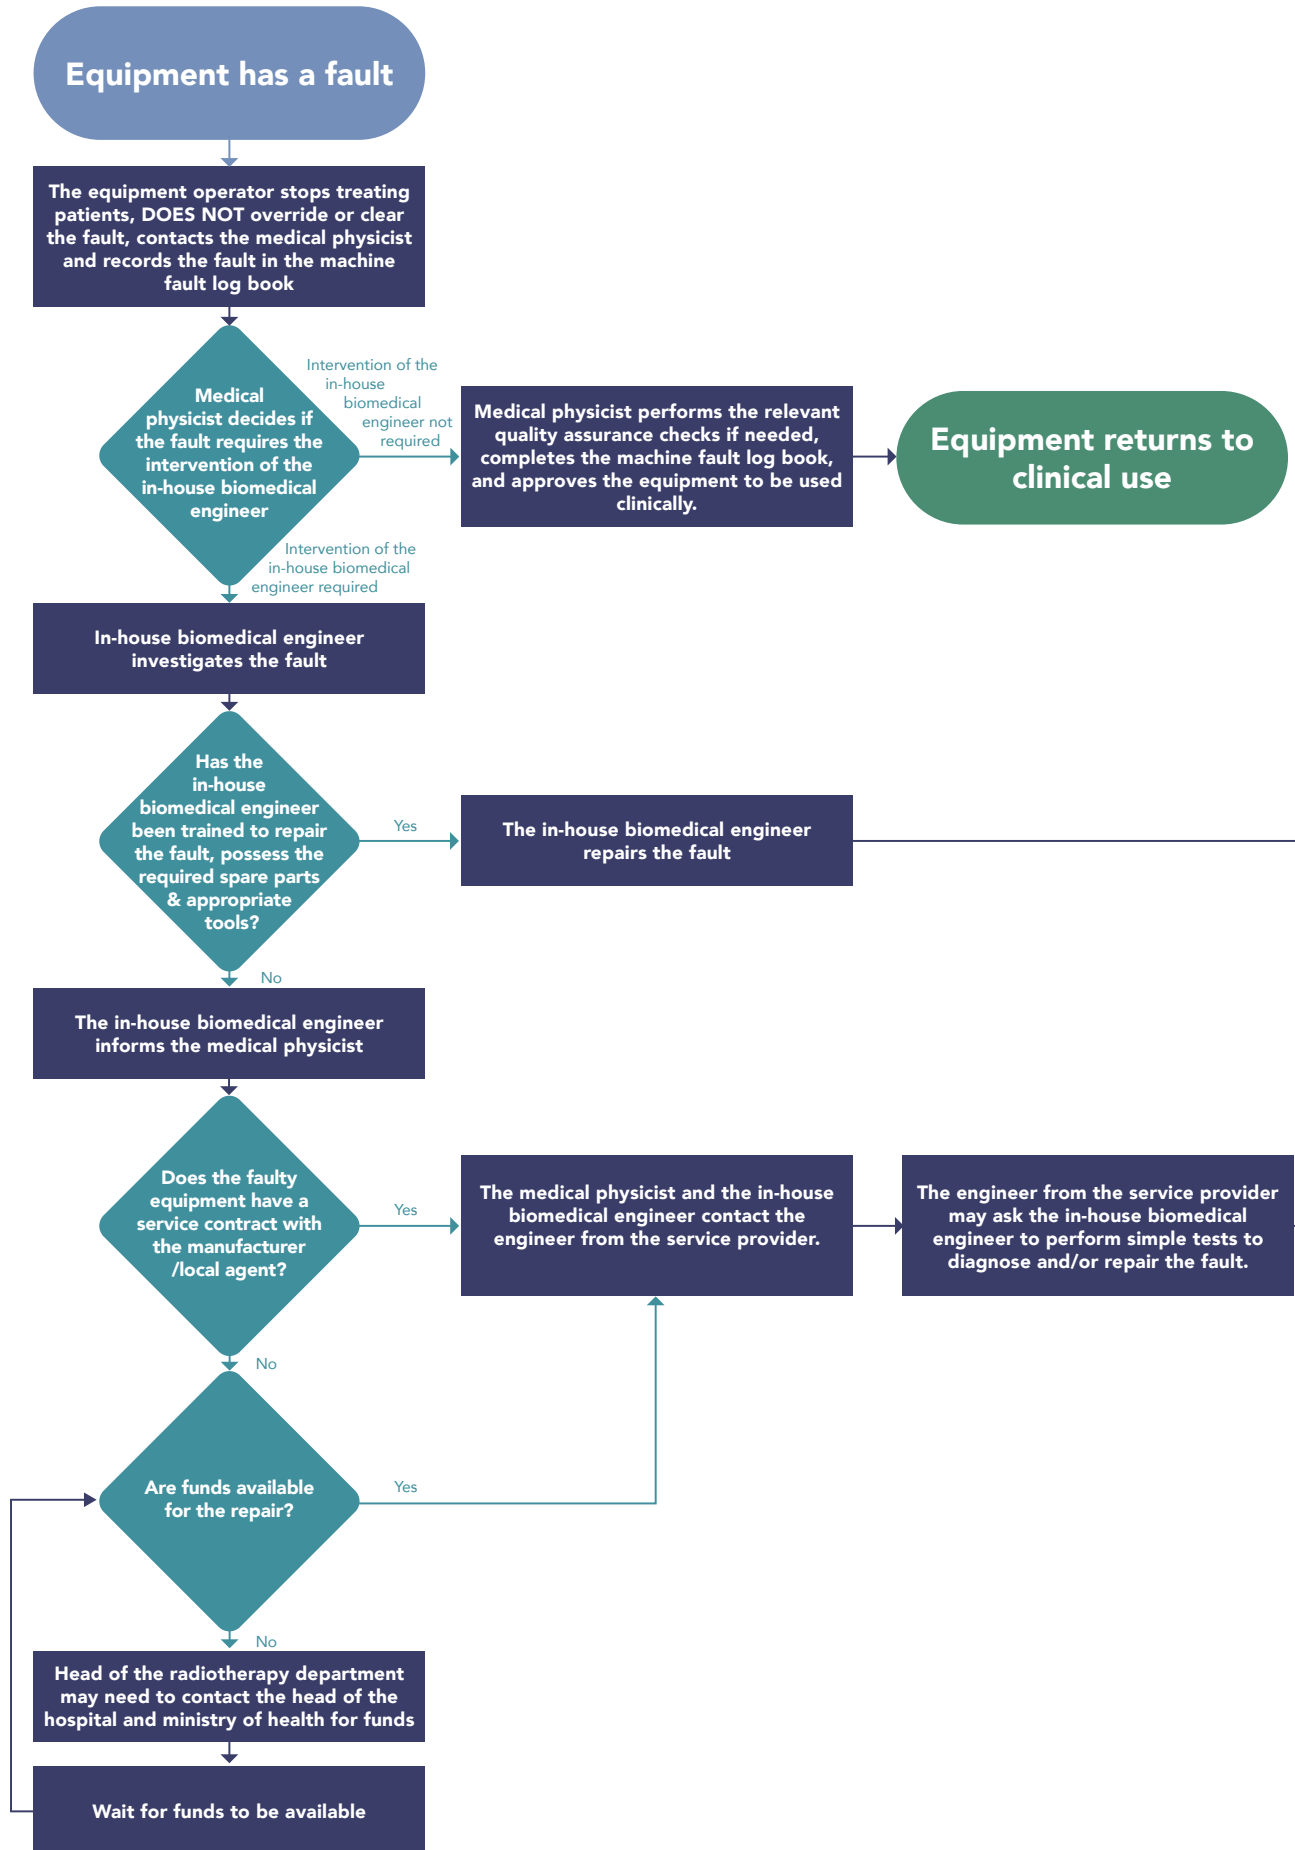 Equipment has a fault
The equipment operator stops treating
patients, DOES NOT override or clear
the fault, contacts the medical physicist
and records the fault in the machine
fault log book
Medical
physicist decides if
the fault requires the
intervention of the
in-house biomedical
engineer
Intervention of the
in-house
biomedical
engineer not
required
Medical physicist performs the relevant
quality assurance checks if needed,
completes the machine fault log book,
and approves the equipment to be used
clinically.
Equipment returns to
clinical use
Intervention of the
in-house biomedical
engineer required
In-house biomedical engineer
investigates the fault
Has the
in-house
biomedical engineer
been trained to repair
the fault, possess the
required spare parts
& appropriate
tools?
Yes
The in-house biomedical engineer
repairs the fault
No
The in-house biomedical engineer
informs the medical physicist
Does the faulty
equipment have a
service contract with
the manufacturer
/local agent?
Yes
The medical physicist and the in-house
biomedical engineer contact the
engineer from the service provider.
The engineer from the service provider
may ask the in-house biomedical
engineer to perform simple tests to
diagnose and/or repair the fault.
No
Are funds available
for the repair?
Yes
No
Head of the radiotherapy department
may need to contact the head of the
hospital and ministry of health for funds
Wait for funds to be available